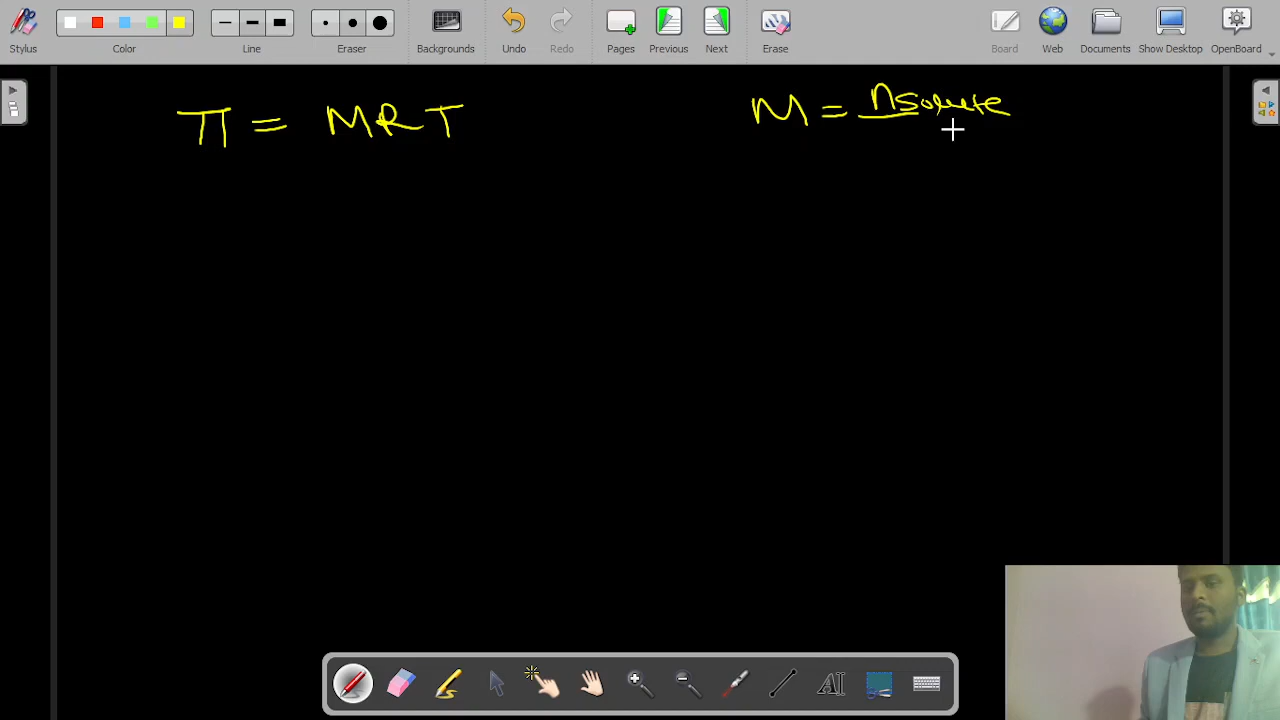 Stylus Color Line Eraser Backgrounds Undo Redo Pages Previous Next Erase Board Web Documents Show Desktop OpenBoard
π = MRT
M = nsolute
AI